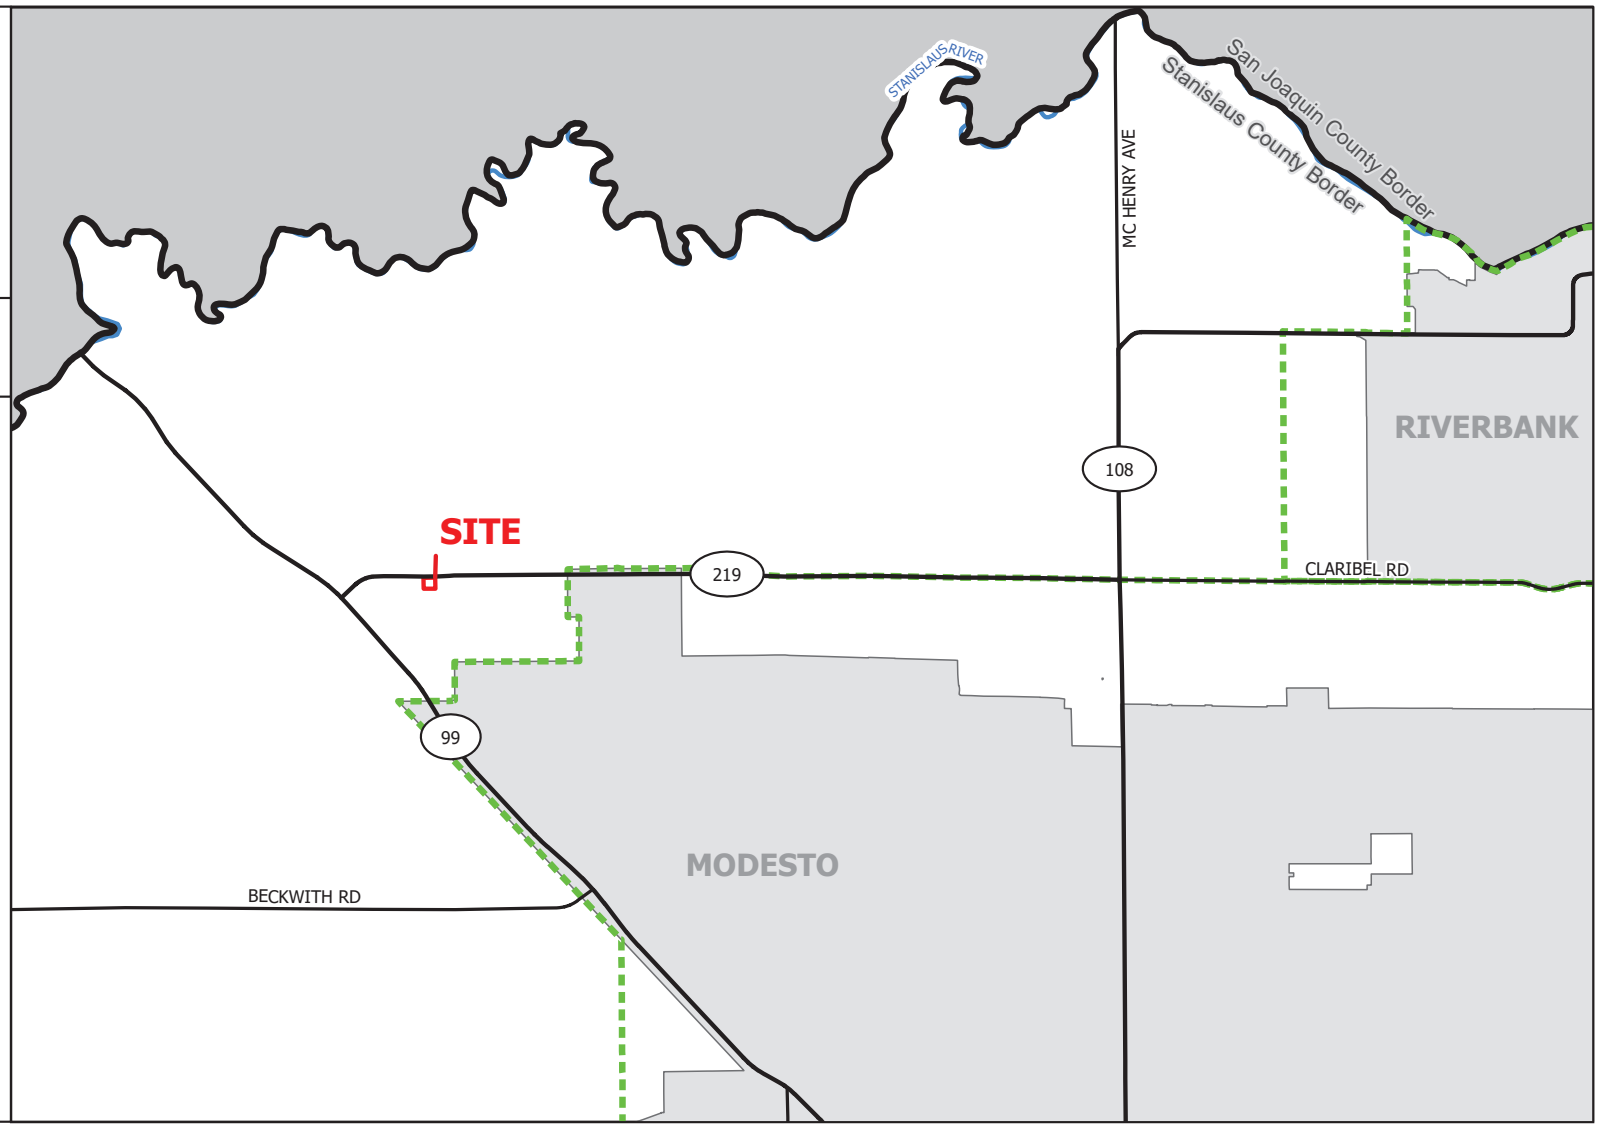 STANISLAUS RIVER
San Joaquin County Border
Stanislaus County Border
MC HENRY AVE
RIVERBANK
108
SITE
219
CLARIBEL RD
99
MODESTO
BECKWITH RD